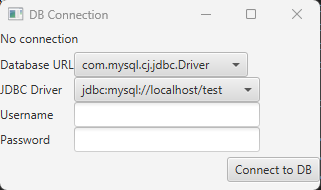 DB Connection
No connection
Database URL com.mysql.cj.jdbc.Driver
JDBC Driver jdbc:mysql://localhost/test
Username
Password
Connect to DB